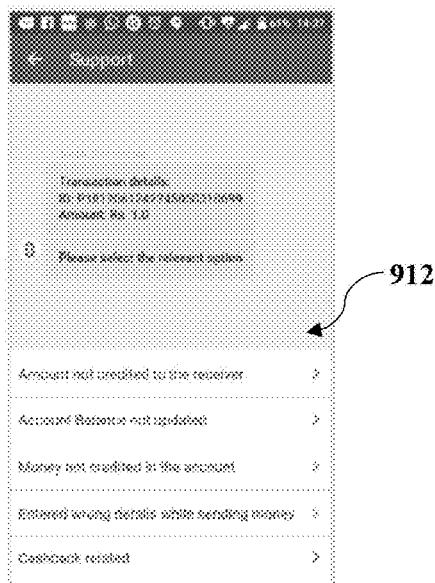 Support
Transaction details:
Amount: Rs. 1.0
Please select the relevant option
912
Amount not credited to the receiver
Account Balance not updated
Money not credited in the account
Entered wrong details while sending money
Cashback related